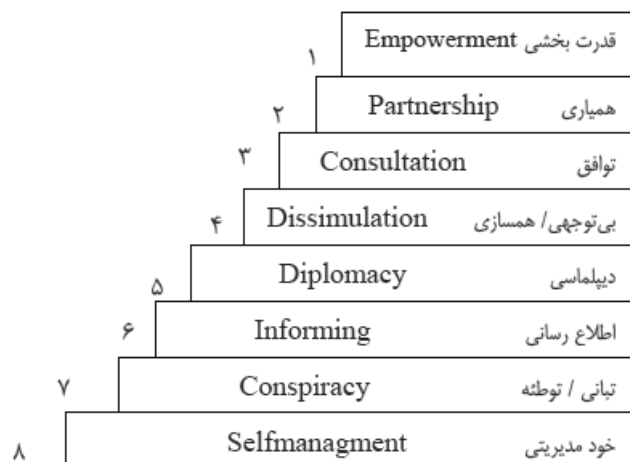 قدرت بخشی Empowerment
۱
همیاری Partnership
۲
توافق Consultation
۳
بی‌توجهی/ همسازی Dissimulation
۴
دیپلماسی Diplomacy
۵
اطلاع رسانی Informing
۶
تبانی / توطئه Conspiracy
۷
خود مدیریتی Selfmanagment
۸